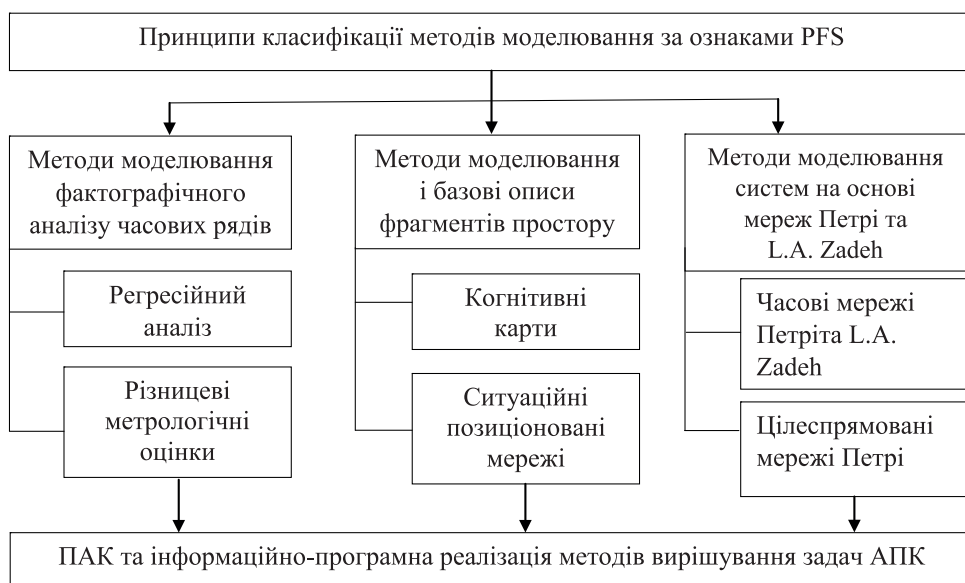 Принципи класифікації методів моделювання за ознаками PFS
Методи моделювання
фактографічного
аналізу часових рядів
Регресійний
аналіз
Різницеві
метрологічні
оцінки
Методи моделювання
і базові описи
фрагментів простору
Когнітивні
карти
Ситуаційні
позиціоновані
мережі
Методи моделювання
систем на основі
мереж Петрі та
L.A. Zadeh
Часові мережі
Петріта L.A.
Zadeh
Цілеспрямовані
мережі Петрі
ПАК та інформаційно-програмна реалізація методів вирішування задач АПК